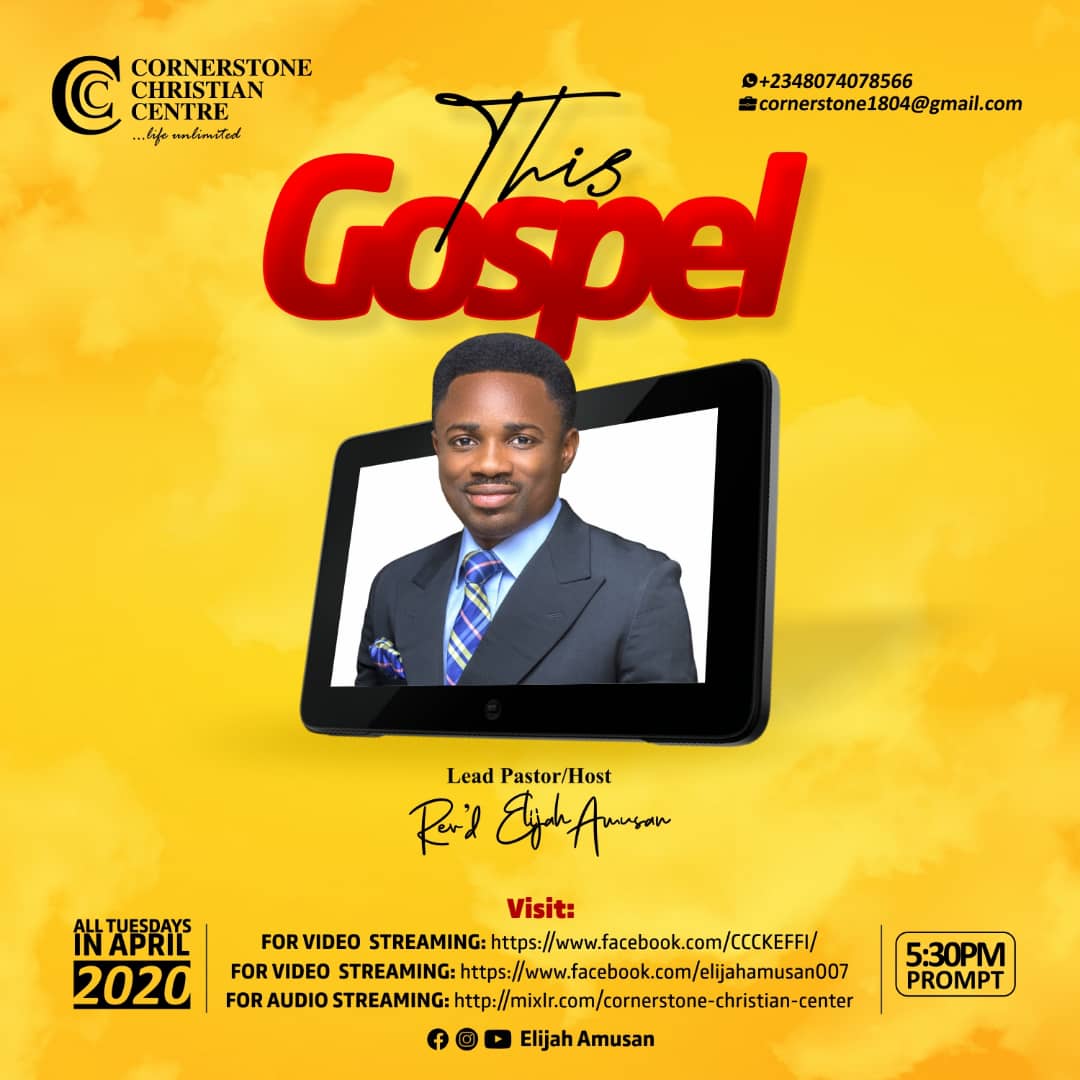 CORNERSTONE
CHRISTIAN
CENTRE
...life unlimited
+2348074078566
cornerstone1804@gmail.com
This
Gospel
Lead Pastor/Host
Rev'd Elijah Amusan
Visit:
ALL TUESDAYS
IN APRIL
2020
FOR VIDEO STREAMING: https://www.facebook.com/CCCKEFFI/
FOR VIDEO STREAMING: https://www.facebook.com/elijahamusan007
FOR AUDIO STREAMING: http://mixlr.com/cornerstone-christian-center
5:30PM
PROMPT
Elijah Amusan